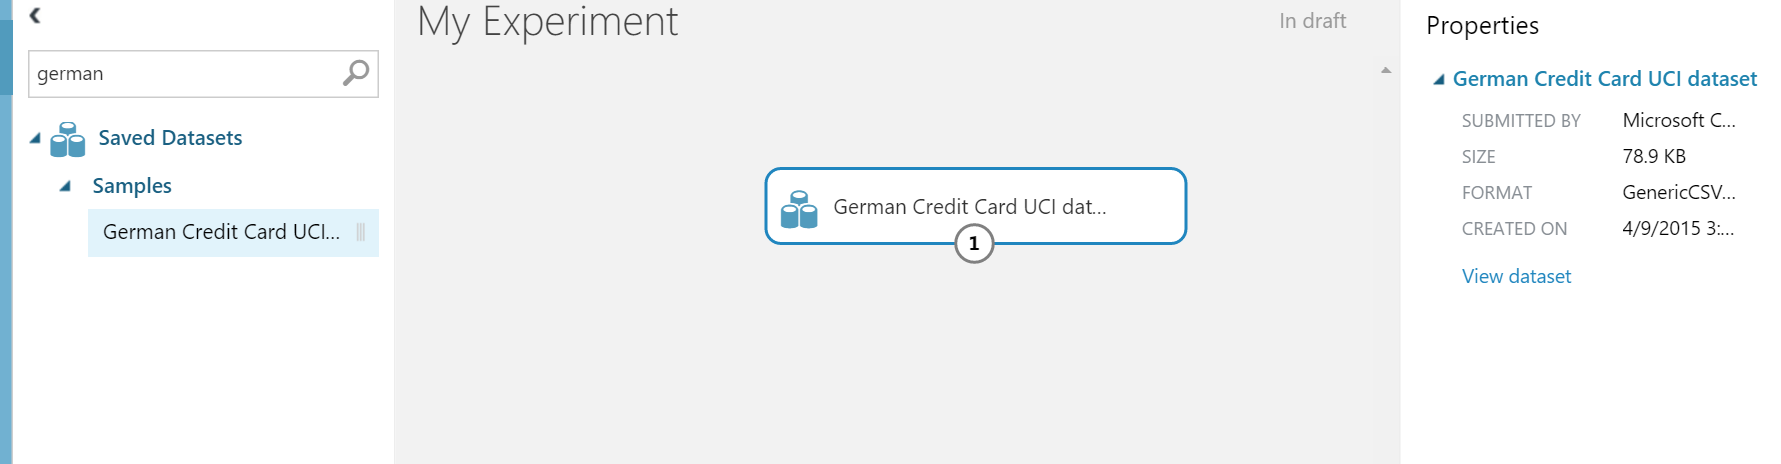 german
Saved Datasets
Samples
German Credit Card UCI...
My Experiment
In draft
German Credit Card UCI dat...
1
Properties
German Credit Card UCI dataset
SUBMITTED BY Microsoft C...
SIZE 78.9 KB
FORMAT GenericCSV...
CREATED ON 4/9/2015 3:...
View dataset